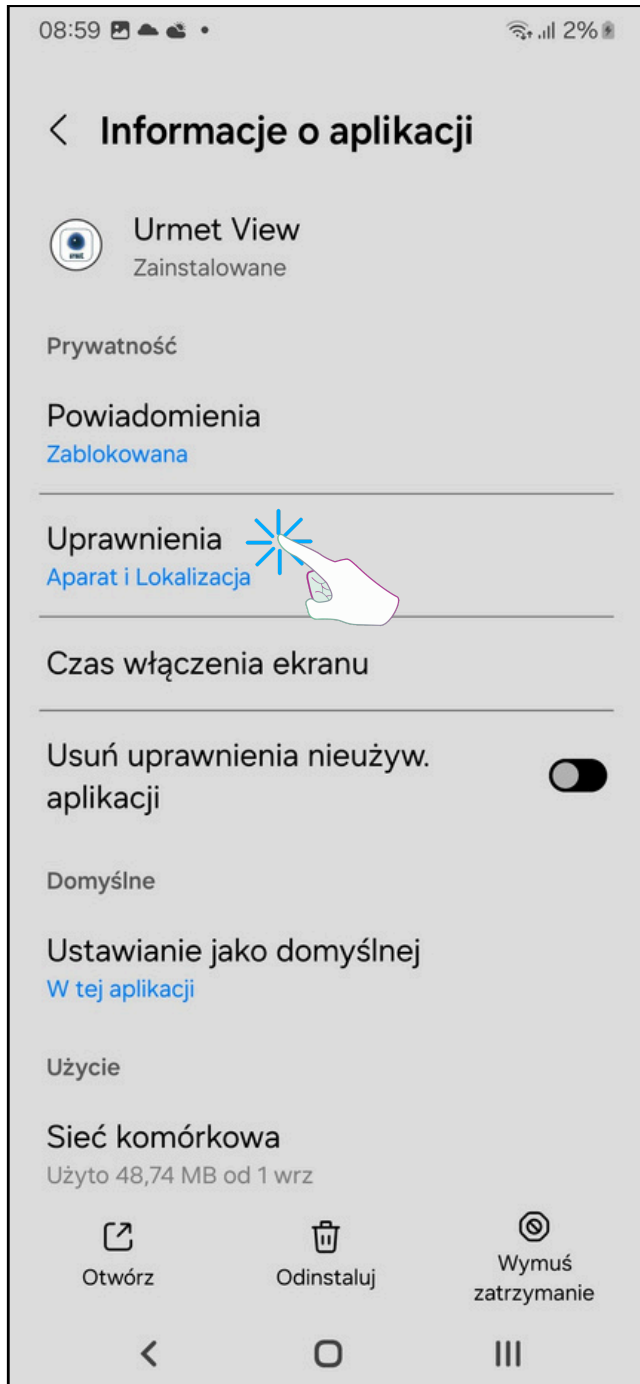 08:59
2%
Informacje o aplikacji
Urmet View
Zainstalowane
Prywatność
Powiadomienia
Zablokowana
Uprawnienia
Aparat i Lokalizacja
Czas włączenia ekranu
Usuń uprawnienia nieużyw.
aplikacji
Domyślne
Ustawianie jako domyślnej
W tej aplikacji
Użycie
Sieć komórkowa
Użyto 48,74 MB od 1 wrz
Otwórz
Odinstaluj
Wymuś
zatrzymanie